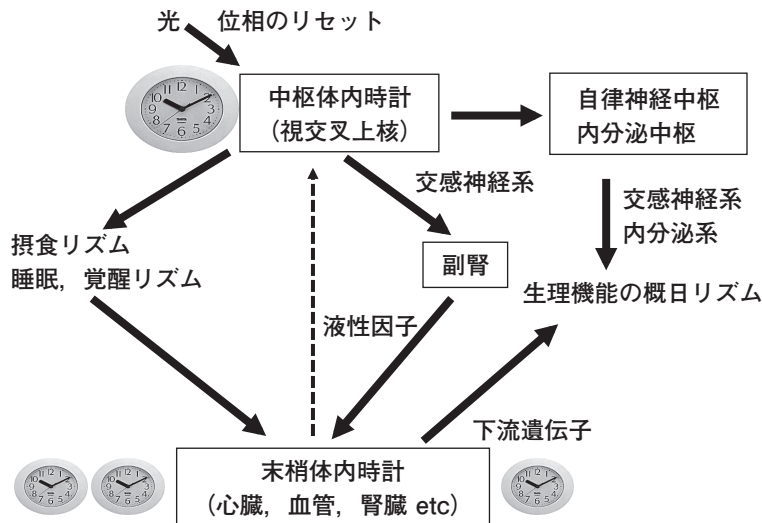 光 位相のリセット
中枢体内時計
（視交叉上核）
自律神経中枢
内分泌中枢
交感神経系
交感神経系
内分泌系
摂食リズム
睡眠，覚醒リズム
副腎
生理機能の概日リズム
液性因子
下流遺伝子
末梢体内時計
（心臓，血管，腎臓 etc）